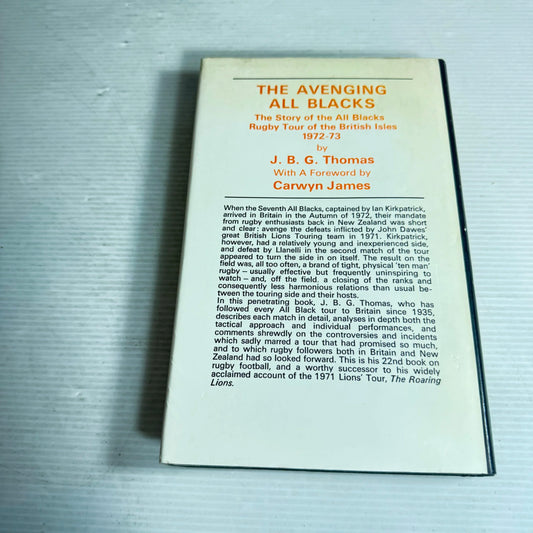 THE AVENGING
ALL BLACKS
The Story of the All Blacks
Rugby Tour of the British Isles
1972-73
by
J. B. G. Thomas
With A Foreword by
Carwyn James
When the Seventh All Blacks, captained by Ian Kirkpatrick,
arrived in Britain in the Autumn of 1972, their mandate
from rugby enthusiasts back in New Zealand was short
and clear: avenge the defeats inflicted by John Dawes'
great British Lions Touring team in 1971. Kirkpatrick,
however, had a relatively young and inexperienced side,
and defeat by Llanelli in the second match of the tour
appeared to turn the side in on itself. The result on the
field was, all too often, a brand of tight, physical 'ten man'
rugby—usually effective but frequently uninspiring to
watch—and, off the field. a closing of the ranks and
consequently less harmonious relations than usual be-
tween the touring side and their hosts.
In this penetrating book, J. B. G. Thomas, who has
followed every All Black tour to Britain since 1935,
describes each match in detail, analyses in depth both the
tactical approach and individual performances, and
comments shrewdly on the controversies and incidents
which sadly marred a tour that had promised so much,
and to which rugby followers both in Britain and New
Zealand had so looked forward. This is his 22nd book on
rugby football, and a worthy successor to his widely
acclaimed account of the 1971 Lions' Tour, The Roaring
Lions.